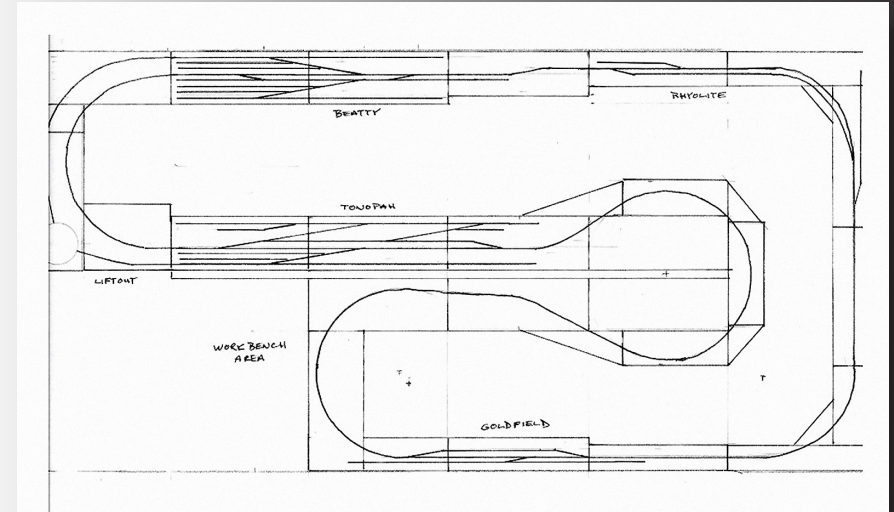 RHYOLITE
BEATTY
TONOPAH
LIFTOUT
WORK BENCH
AREA
GOLDFIELD